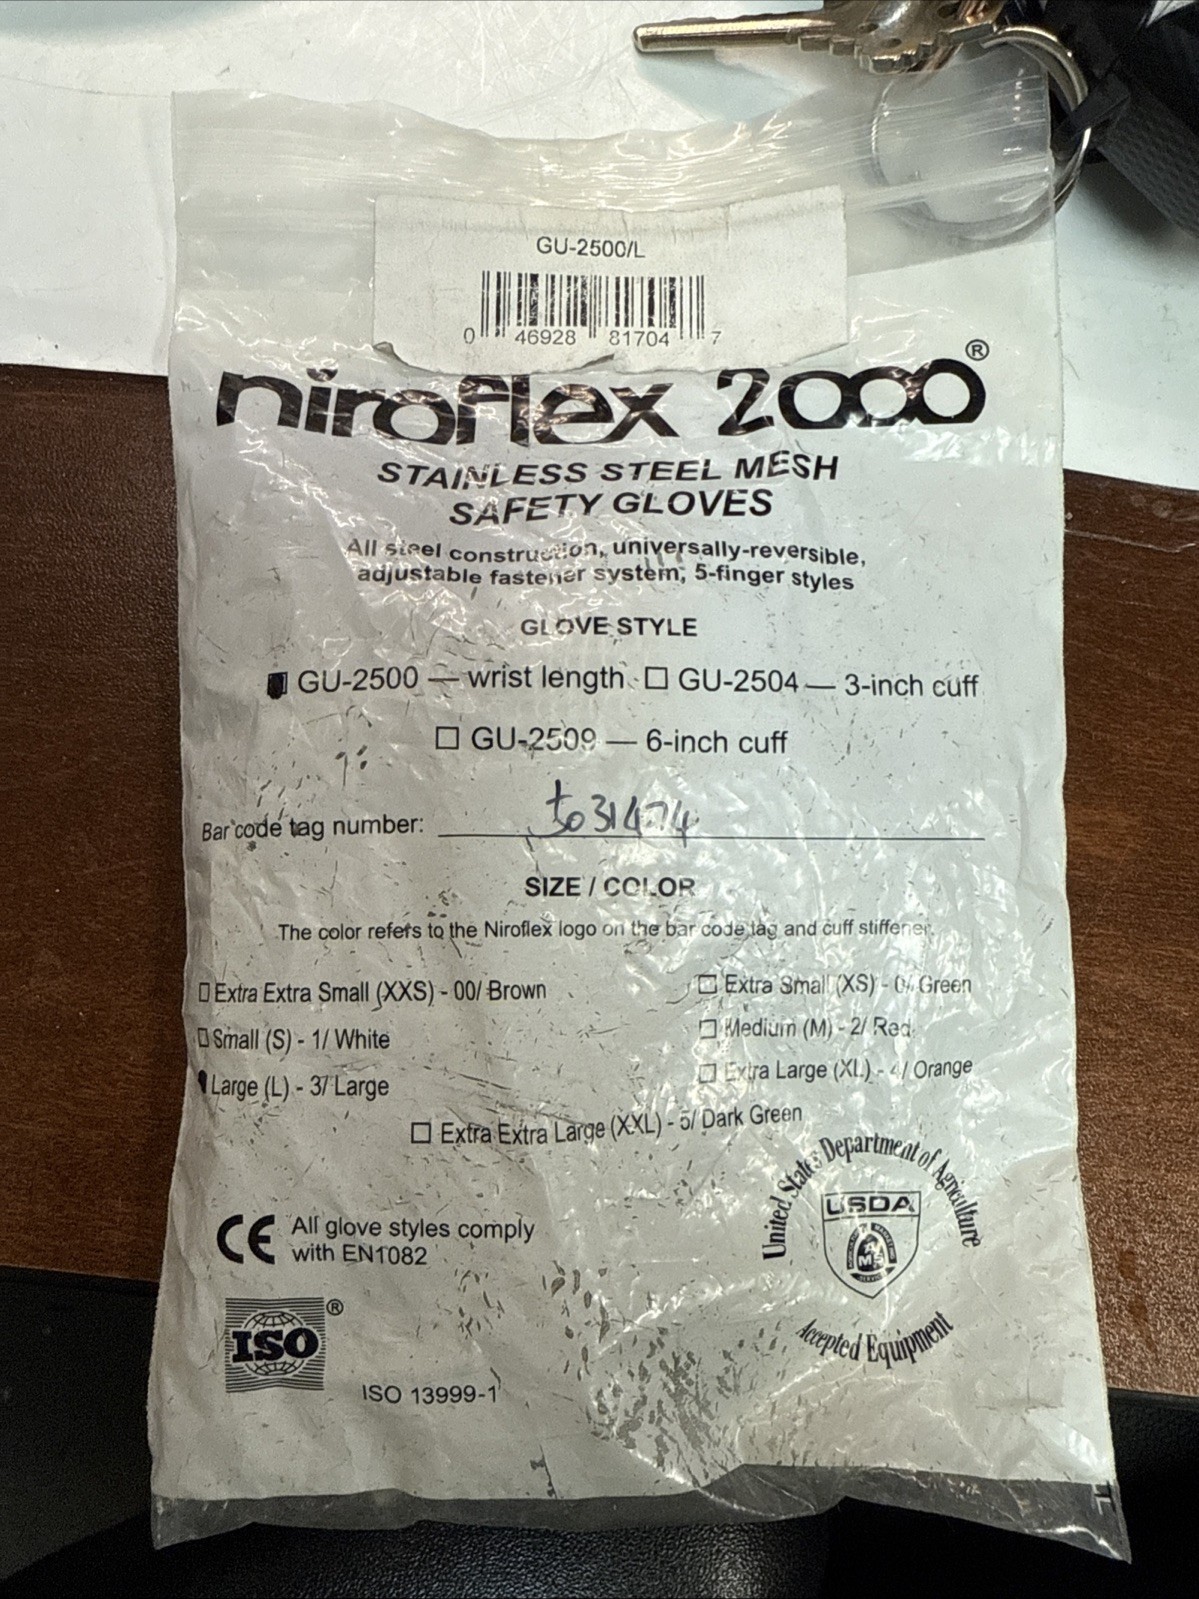 GU-2500/L
0 46928 81704 7
niroflex 2000®
STAINLESS STEEL MESH
SAFETY GLOVES
All steel construction, universally-reversible,
adjustable fastener system, 5-finger styles
GLOVE STYLE
GU-2500 — wrist length GU-2504 — 3-inch cuff
GU-2509 — 6-inch cuff
Bar code tag number: 5031474
SIZE / COLOR
The color refers to the Niroflex logo on the bar code tag and cuff stiffener.
Extra Extra Small (XXS) - 00/ Brown
Extra Small (XS) - 0/ Green
Small (S) - 1/ White
Medium (M) - 2/ Red
Large (L) - 3/ Large
Extra Large (XL) - 4/ Orange
Extra Extra Large (XXL) - 5/ Dark Green
United States Department of Agriculture
USDA
AMS
Accepted Equipment
CE All glove styles comply
with EN1082
ISO®
ISO 13999-1